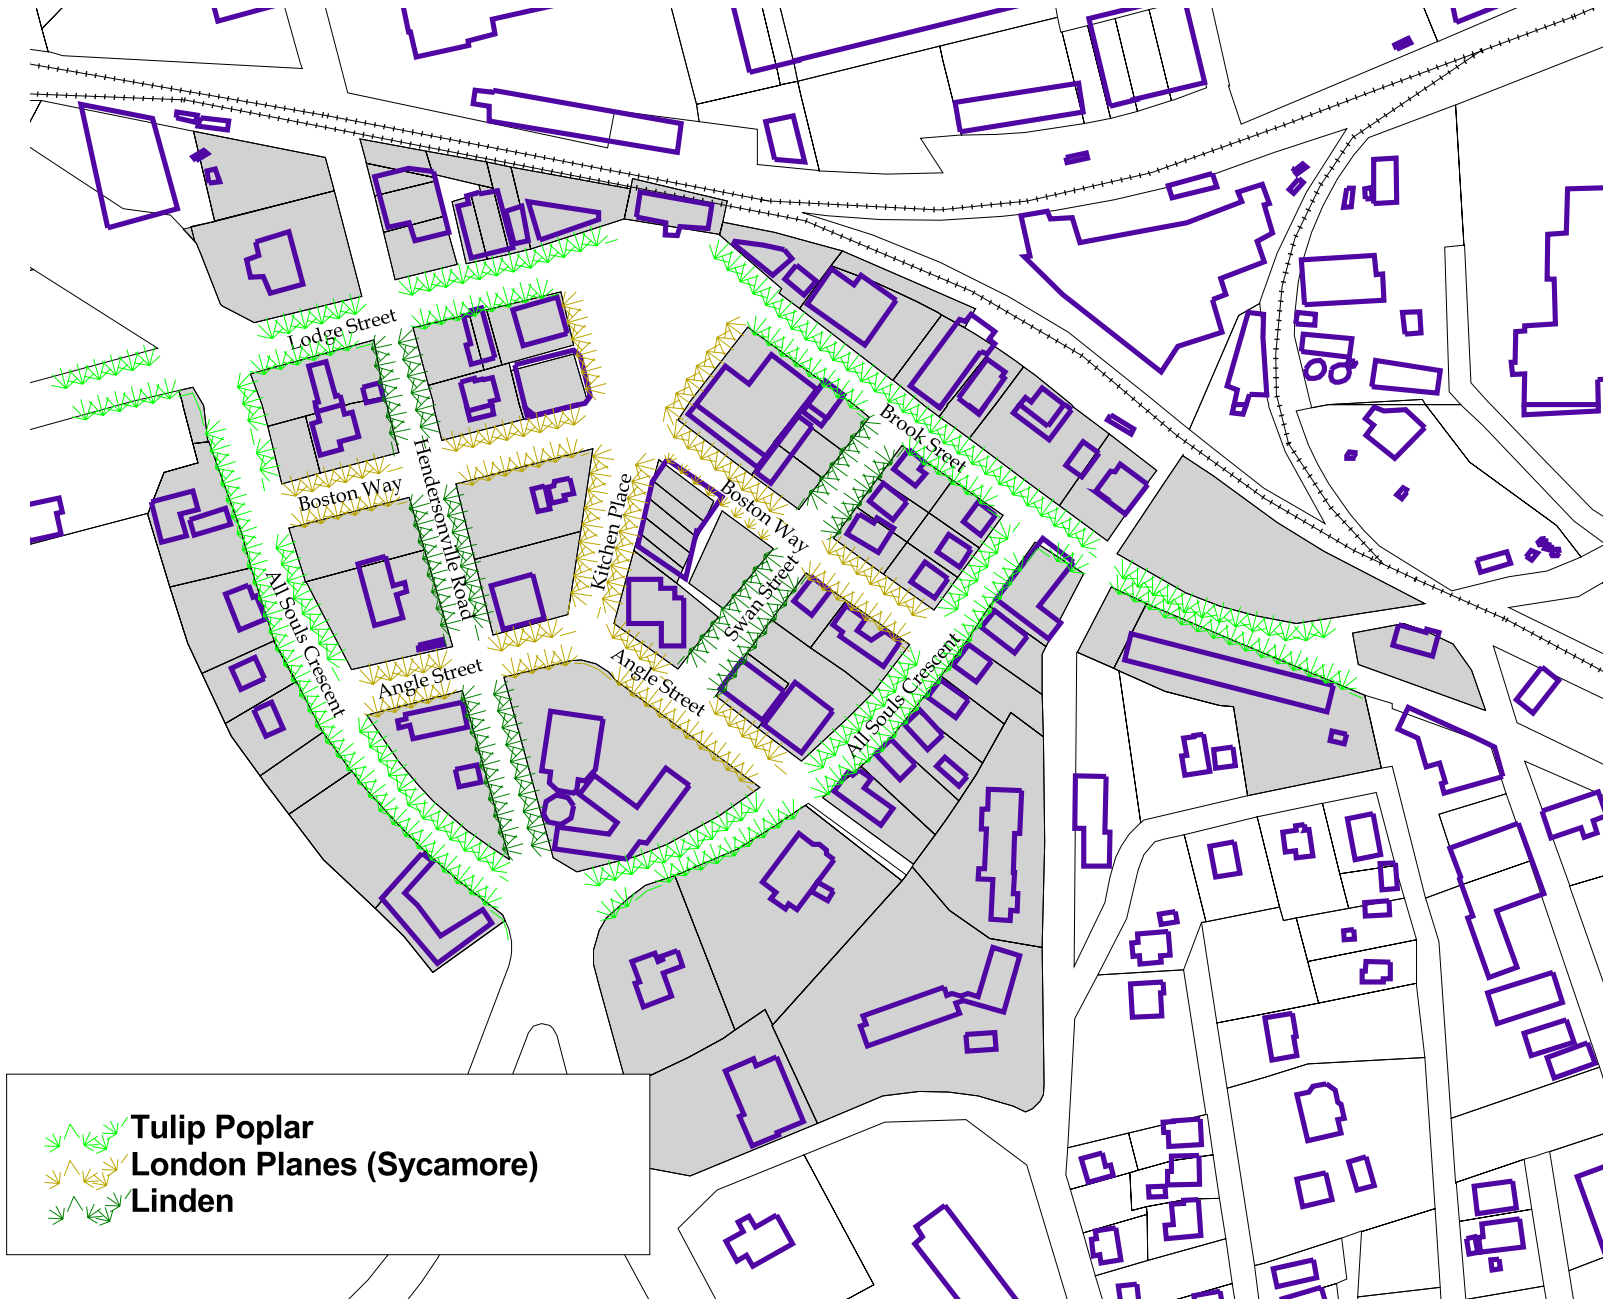 Lodge Street
Brook Sreet
Hendersonville Road
Boston Way
Kitchen Place
Boston Way
Swan Street
All Souls Crescent
Angle Street
Angle Street
All Souls Crescent
Tulip Poplar
London Planes (Sycamore)
Linden